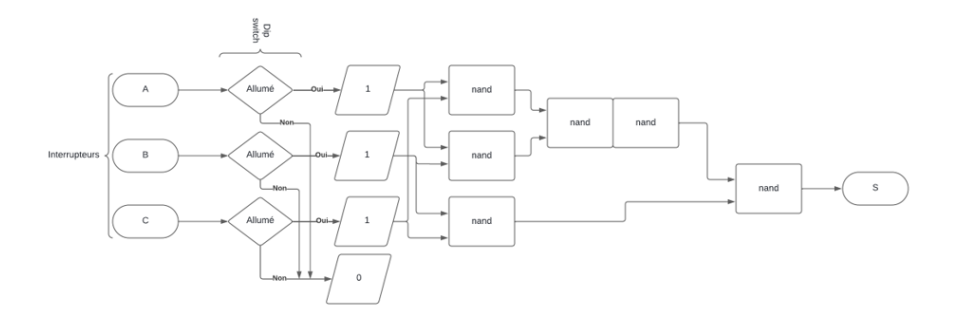 Dip
switch
Interrupteurs
A
Allumé
Oui
1
Non
nand
nand
nand
B
Allumé
Oui
1
Non
nand
nand
S
C
Allumé
Oui
1
nand
Non
0